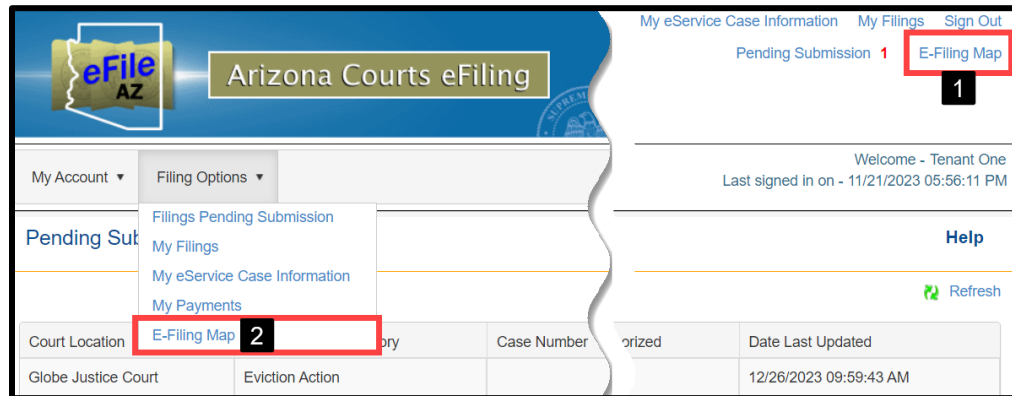 My eService Case Information My Filings Sign Out
Pending Submission 1 E-Filing Map
1
eFile
AZ
Arizona Courts eFiling
SUPREM
Welcome - Tenant One
Last signed in on - 11/21/2023 05:56:11 PM
My Account ▼ Filing Options ▼
Filings Pending Submission
My Filings
My eService Case Information
My Payments
E-Filing Map 2
Pending Sub
Help
Refresh
Court Location ory Case Number orized Date Last Updated
Globe Justice Court Eviction Action 12/26/2023 09:59:43 AM